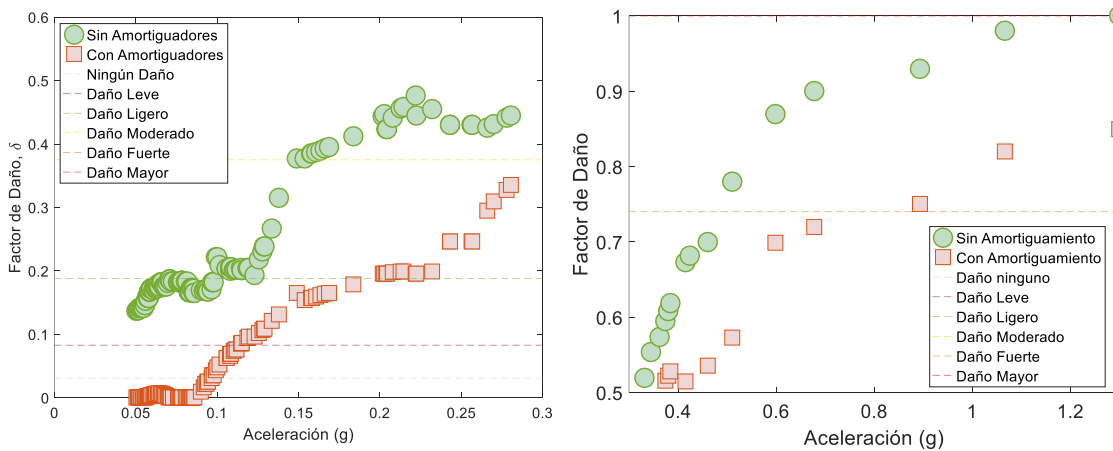 0.6
0.5
0.4
0.3
0.2
0.1
0
Factor de Daño, δ
Sin Amortiguadores
Con Amortiguadores
Ningún Daño
Daño Leve
Daño Ligero
Daño Moderado
Daño Fuerte
Daño Mayor
0 0.05 0.1 0.15 0.2 0.25 0.3
Aceleración (g)
1
0.9
0.8
0.7
0.6
0.5
Factor de Daño
Sin Amortiguamiento
Con Amortiguamiento
Daño ninguno
Daño Leve
Daño Ligero
Daño Moderado
Daño Fuerte
Daño Mayor
0.4 0.6 0.8 1 1.2
Aceleración (g)